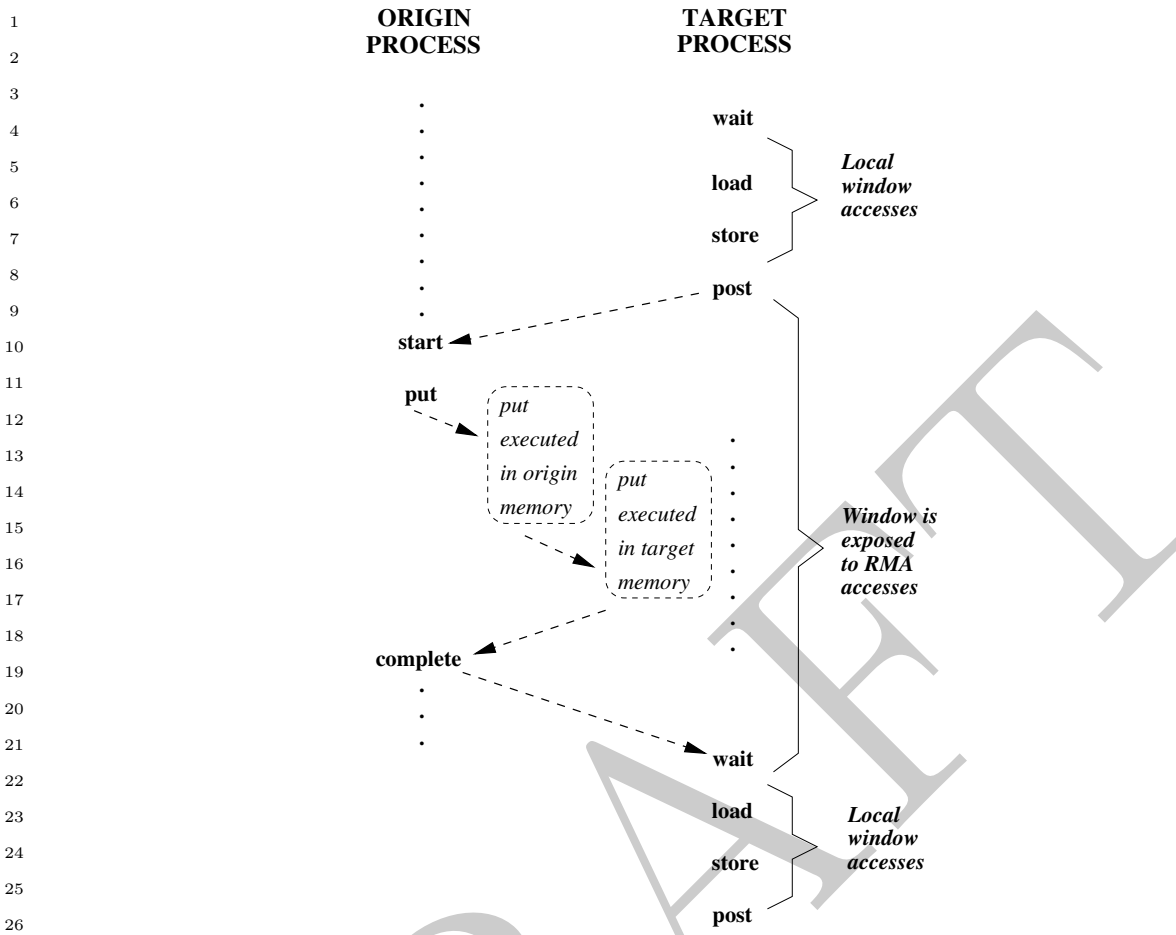 1
ORIGIN
PROCESS
TARGET
PROCESS
2
3
4
wait
5
Local
window
accesses
6
load
7
store
8
post
9
10
start
11
put
12
put
executed
in origin
memory
13
14
put
executed
in target
memory
15
Window is
exposed
to RMA
accesses
16
17
18
19
complete
20
21
wait
22
23
load
Local
window
accesses
24
store
25
post
26
DRAFT